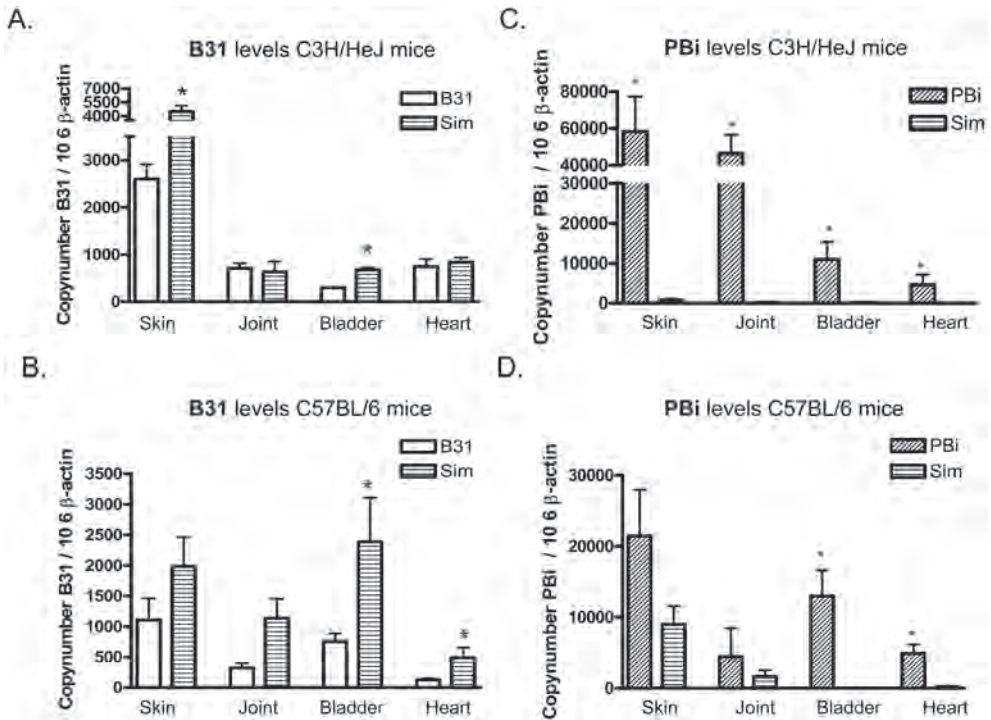 A.
B31 levels C3H/HeJ mice
Copynumber B31 / 10 6 β-actin
7000
5500
4000
3000
2000
1000
0
*
*
B31
Sim
Skin Joint Bladder Heart
C.
PBi levels C3H/HeJ mice
Copynumber PBi / 10 6 β-actin
80000
60000
40000
30000
20000
10000
0
*
*
*
*
PBi
Sim
Skin Joint Bladder Heart
B.
B31 levels C57BL/6 mice
Copynumber B31 / 10 6 β-actin
3500
3000
2500
2000
1500
1000
500
0
*
*
B31
Sim
Skin Joint Bladder Heart
D.
PBi levels C57BL/6 mice
Copynumber PBi / 10 6 β-actin
30000
20000
10000
0
*
*
PBi
Sim
Skin Joint Bladder Heart